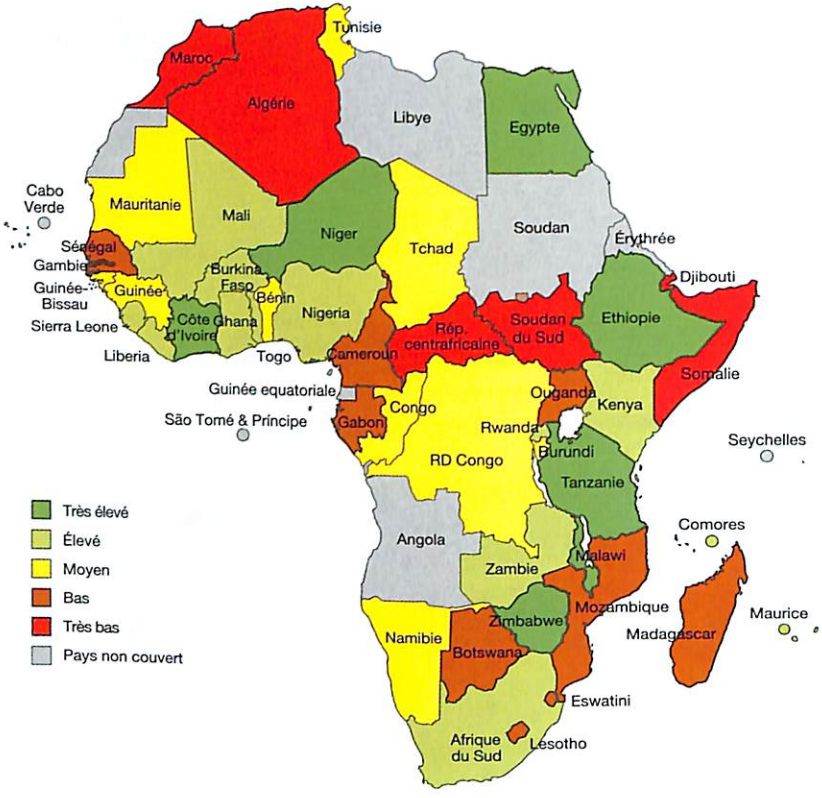 Tunisie
Maroc
Algérie
Libye
Egypte
Cabo
Verde
Mauritanie
Mali
Niger
Tchad
Soudan
Érythrée
Sénégal
Gambie
Guinée-
Bissau
Guinée
Burkina
Faso
Bénin
Nigeria
Djibouti
Sierra Leone
Côte
d'Ivoire
Ghana
Liberia
Togo
Cameroun
Rép.
centrafricaine
Soudan
du Sud
Ethiopie
Somalie
Guinée equatoriale
São Tomé & Príncipe
Gabon
Congo
Ouganda
Kenya
Rwanda
Burundi
RD Congo
Tanzanie
Seychelles
Très élevé
Élevé
Moyen
Bas
Très bas
Pays non couvert
Angola
Zambie
Malawi
Comores
Mozambique
Madagascar
Maurice
Zimbabwe
Namibie
Botswana
Eswatini
Afrique
du Sud
Lesotho